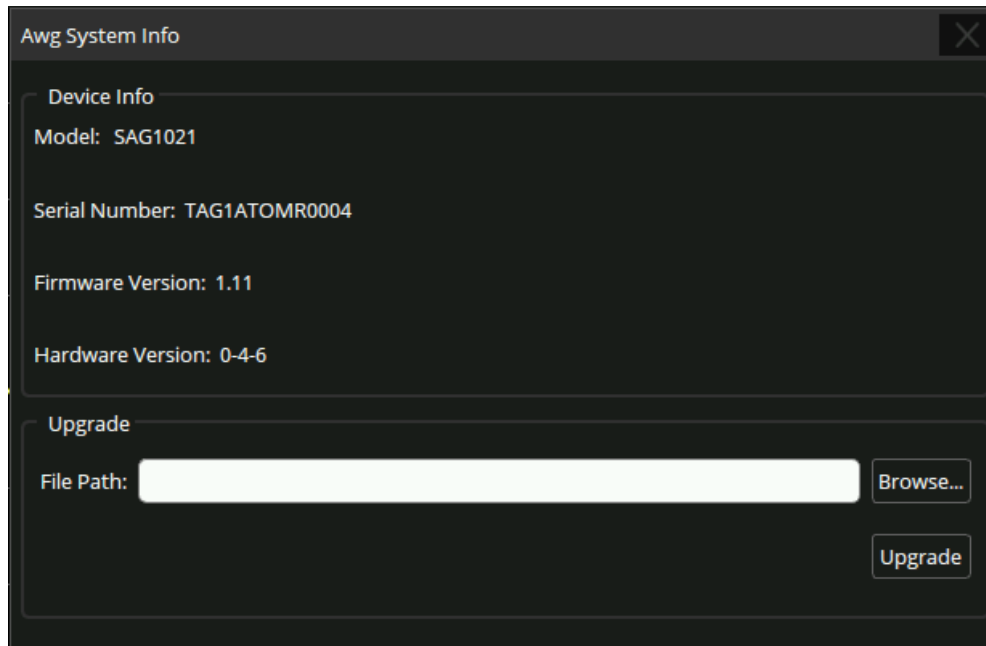 Awg System Info
Device Info
Model: SAG1021
Serial Number: TAG1ATOMR0004
Firmware Version: 1.11
Hardware Version: 0-4-6
Upgrade
File Path:
Browse...
Upgrade